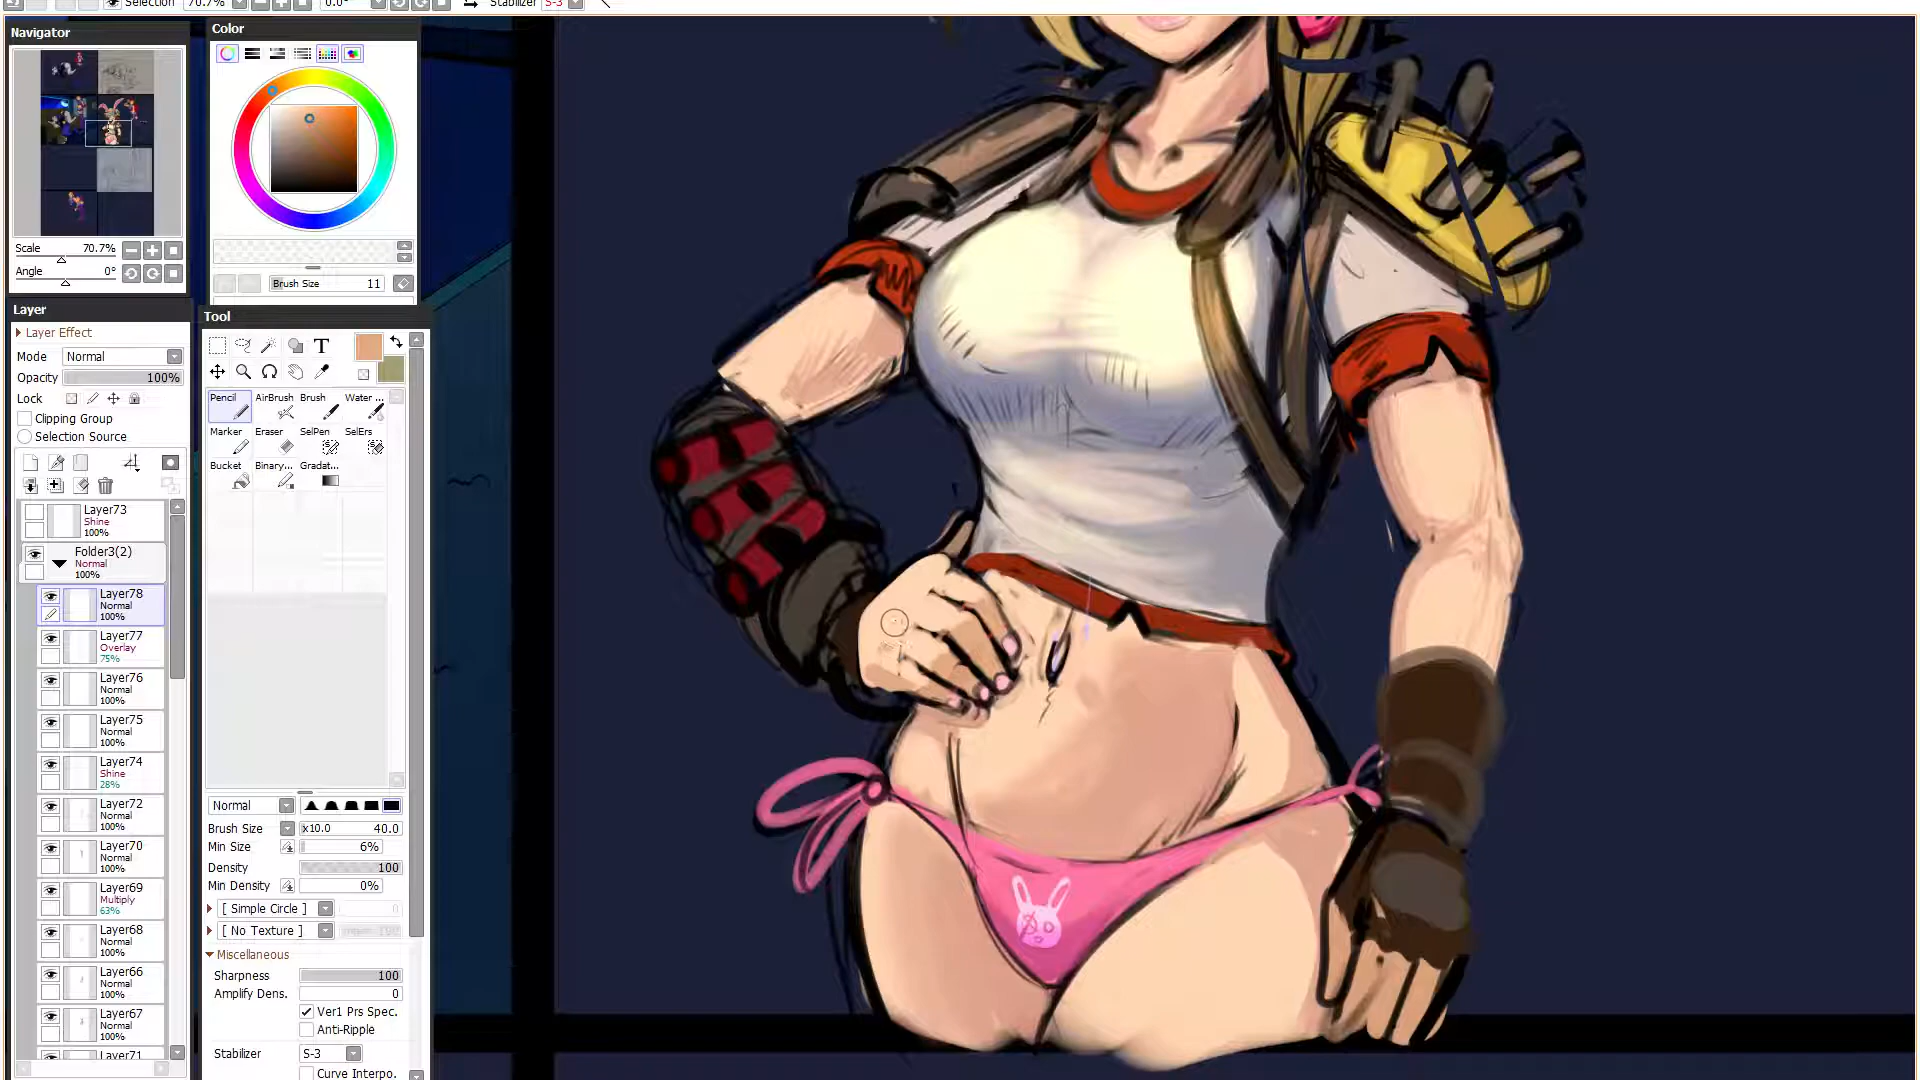 Selection 70.7% 0.0° Stabilizer S-3
Navigator
Scale 70.7%
Angle 0°
Color
Brush Size 11
Layer
Layer Effect
Mode Normal
Opacity 100%
Lock
Clipping Group
Selection Source
Layer73
Shine
100%
Folder3(2)
Normal
100%
Layer78
Normal
100%
Layer77
Overlay
75%
Layer76
Normal
100%
Layer75
Normal
100%
Layer74
Shine
28%
Layer72
Normal
100%
Layer70
Normal
100%
Layer69
Multiply
63%
Layer68
Normal
100%
Layer66
Normal
100%
Layer67
Normal
100%
Layer71
Tool
T
Pencil AirBrush Brush Water ...
Marker Eraser SelPen SelErs
Bucket Binary... Gradat...
Normal
Brush Size x10.0 40.0
Min Size 6%
Density 100
Min Density 0%
[ Simple Circle ]
[ No Texture ]
Miscellaneous
Sharpness 100
Amplify Dens. 0
Ver1 Prs Spec.
Anti-Ripple
Stabilizer S-3
Curve Interpo.